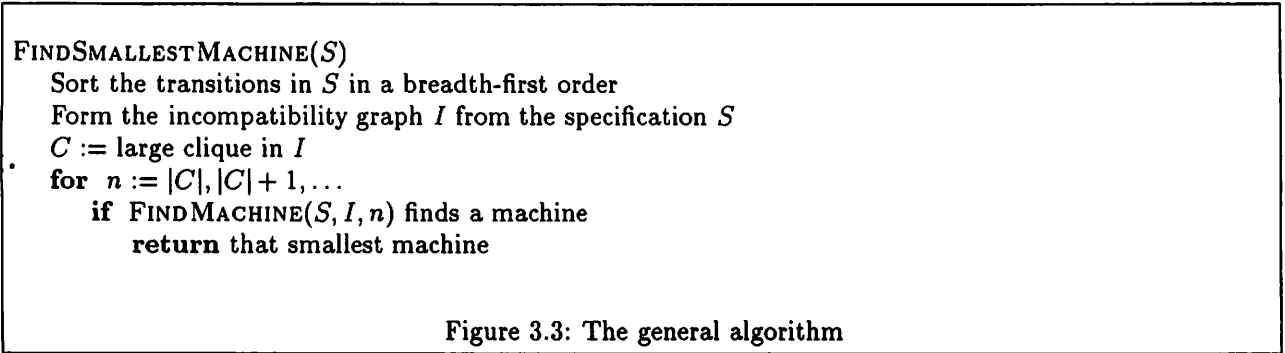 FINDSMALLESTMACHINE(S)
Sort the transitions in S in a breadth-first order
Form the incompatibility graph I from the specification S
C := large clique in I
for n := |C|, |C| + 1, ...
if FINDMACHINE(S, I, n) finds a machine
return that smallest machine
Figure 3.3: The general algorithm